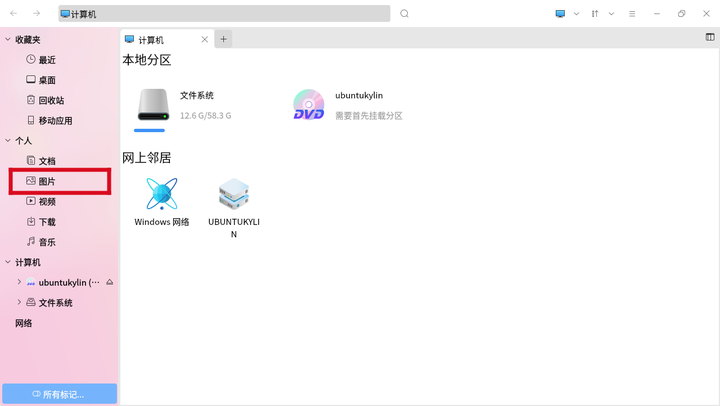 计算机
计算机
收藏夹
最近
桌面
回收站
移动应用
个人
文档
图片
视频
下载
音乐
计算机
ubuntukylin (···
文件系统
网络
所有标记...
本地分区
文件系统
12.6 G/58.3 G
DVD
ubuntukylin
需要首先挂载分区
网上邻居
Windows 网络
UBUNTUKYLI
N